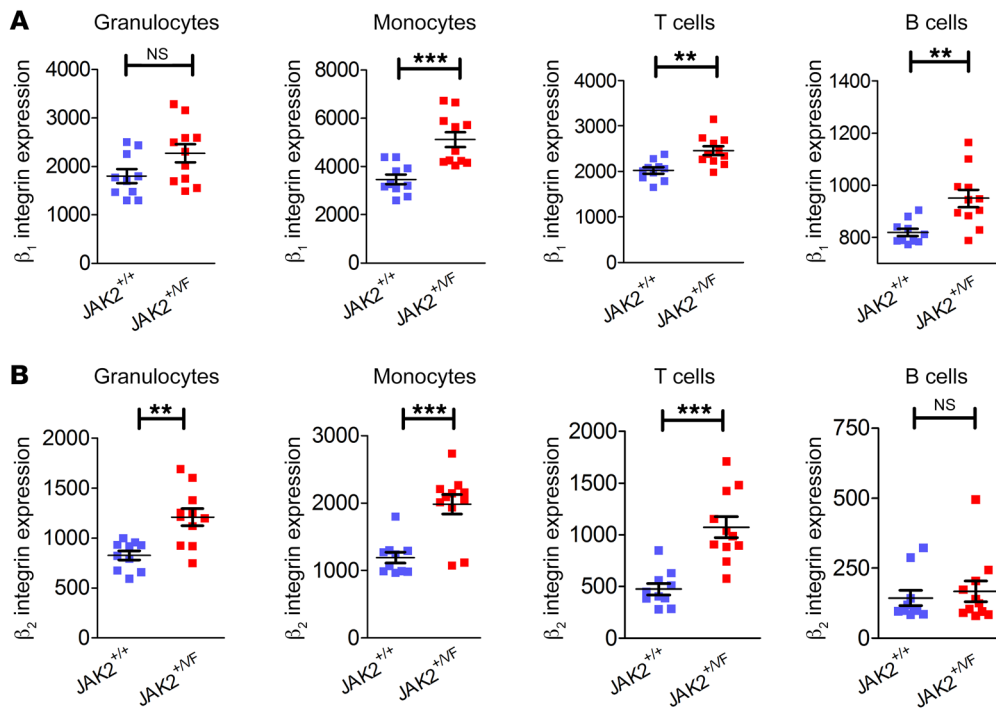 A
Granulocytes
NS
β1 integrin expression
4000
3000
2000
1000
0
JAK2+/+
JAK2+/VF
Monocytes
***
β1 integrin expression
8000
6000
4000
2000
0
JAK2+/+
JAK2+/VF
T cells
**
β1 integrin expression
4000
3000
2000
1000
0
JAK2+/+
JAK2+/VF
B cells
**
β1 integrin expression
1400
1200
1000
800
JAK2+/+
JAK2+/VF
B
Granulocytes
**
β2 integrin expression
2000
1500
1000
500
0
JAK2+/+
JAK2+/VF
Monocytes
***
β2 integrin expression
3000
2000
1000
0
JAK2+/+
JAK2+/VF
T cells
***
β2 integrin expression
2000
1500
1000
500
0
JAK2+/+
JAK2+/VF
B cells
NS
β2 integrin expression
750
500
250
0
JAK2+/+
JAK2+/VF